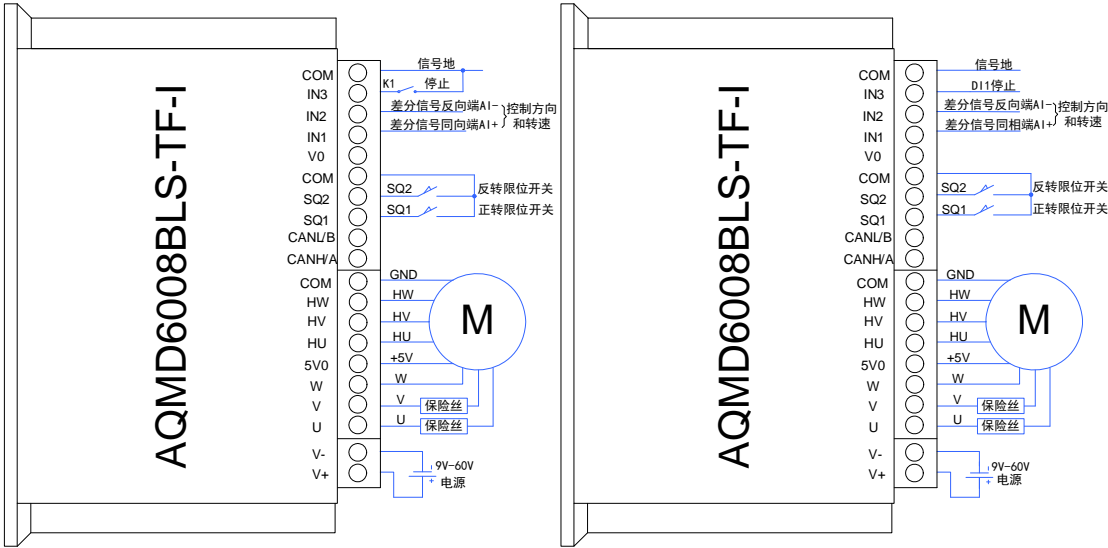 AQMD6008BLS-TF-I
COM
IN3
IN2
IN1
V0
COM
SQ2
SQ1
CANL/B
CANH/A
COM
HW
HV
HU
5V0
W
V
U
V-
V+
信号地
K1 停止
差分信号反向端AI-
差分信号同向端AI+
控制方向
和转速
SQ2 反转限位开关
SQ1 正转限位开关
GND
HW
HV
HU
+5V
W
V 保险丝
U 保险丝
M
9V-60V
电源
AQMD6008BLS-TF-I
COM
IN3
IN2
IN1
V0
COM
SQ2
SQ1
CANL/B
CANH/A
COM
HW
HV
HU
5V0
W
V
U
V-
V+
信号地
DI1停止
差分信号反向端AI-
差分信号同相端AI+
控制方向
和转速
SQ2 反转限位开关
SQ1 正转限位开关
GND
HW
HV
HU
+5V
W
V 保险丝
U 保险丝
M
9V-60V
电源